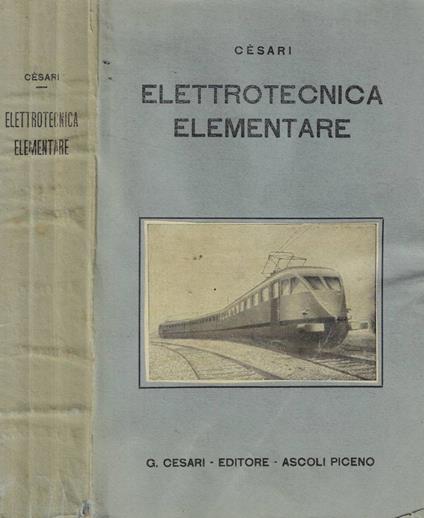 CÈSARI
ELETTROTECNICA
ELEMENTARE
CÈSARI
ELETTROTECNICA
ELEMENTARE
G. CESARI - EDITORE - ASCOLI PICENO